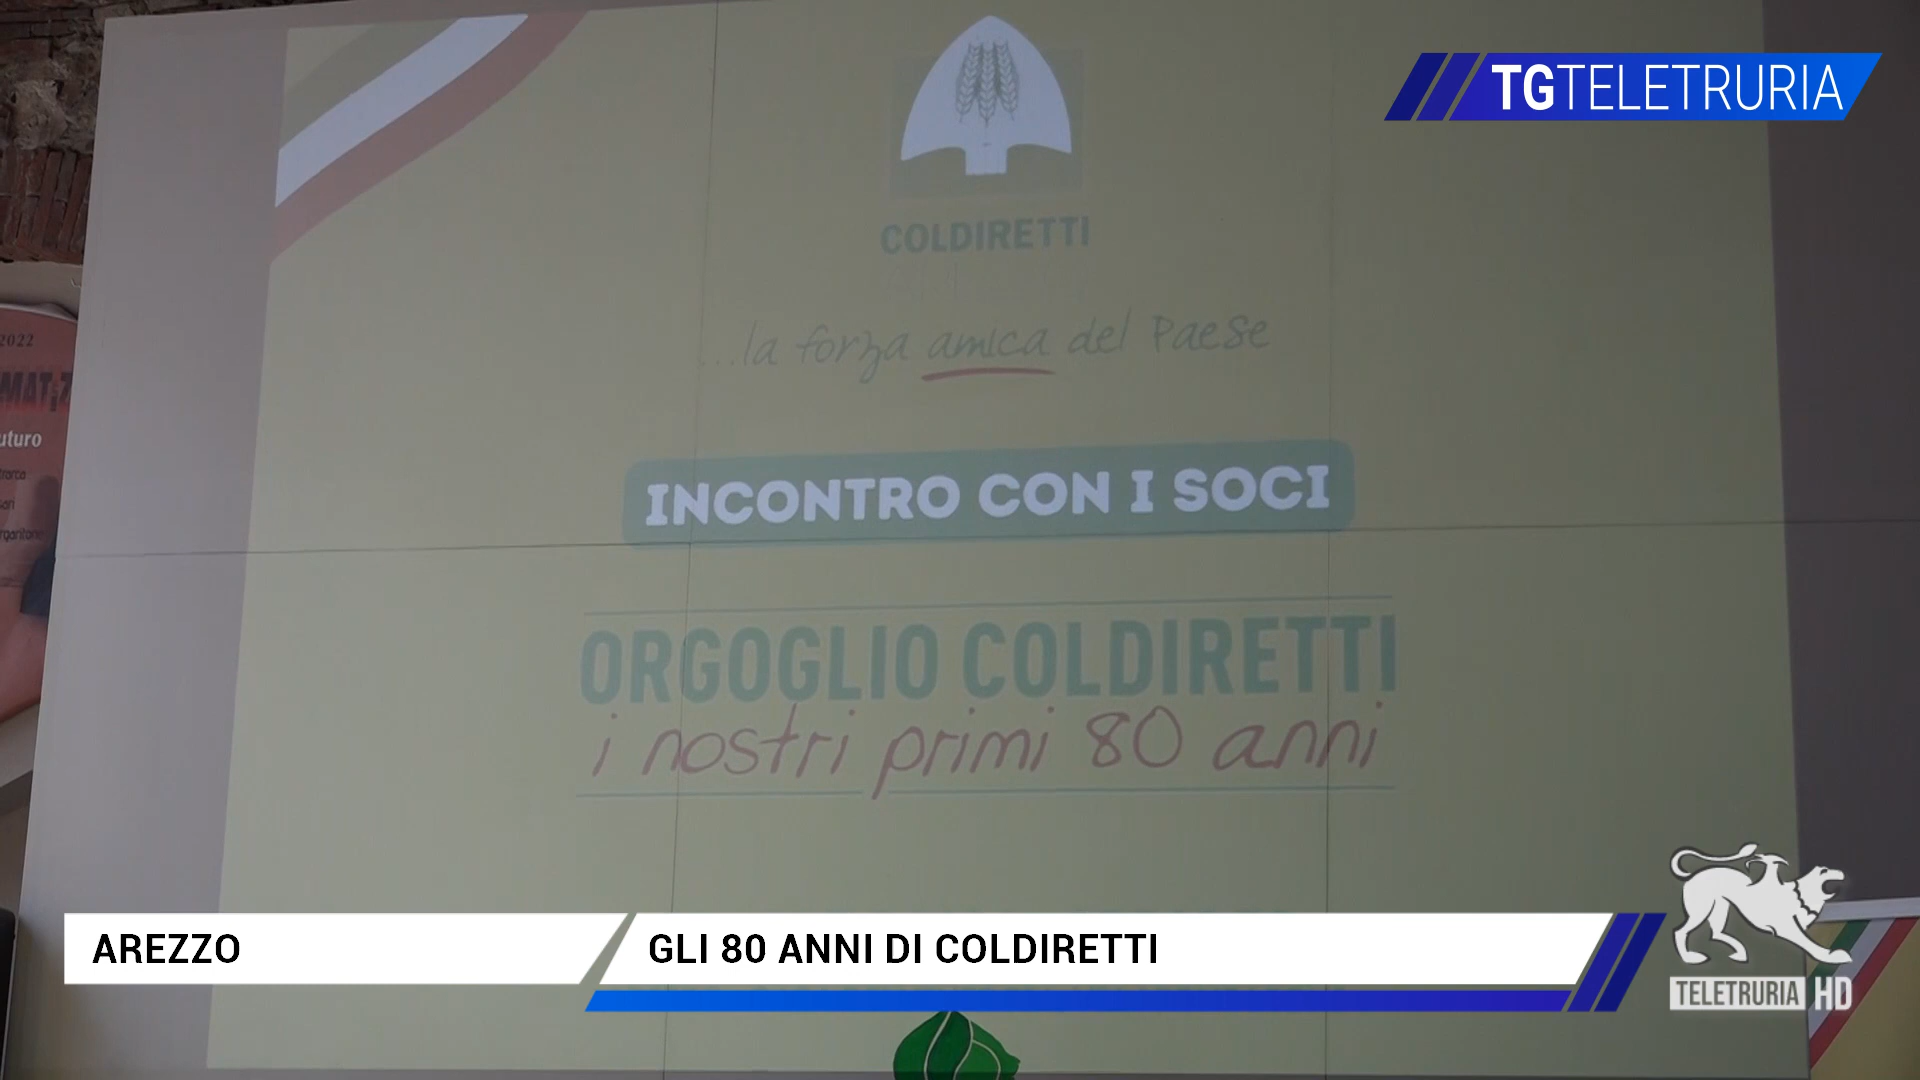 TGTELETRURIA
COLDIRETTI
...la forza amica del Paese
INCONTRO CON I SOCI
ORGOGLIO COLDIRETTI
i nostri primi 80 anni
2022
uturo
AREZZO
GLI 80 ANNI DI COLDIRETTI
TELETRURIA HD